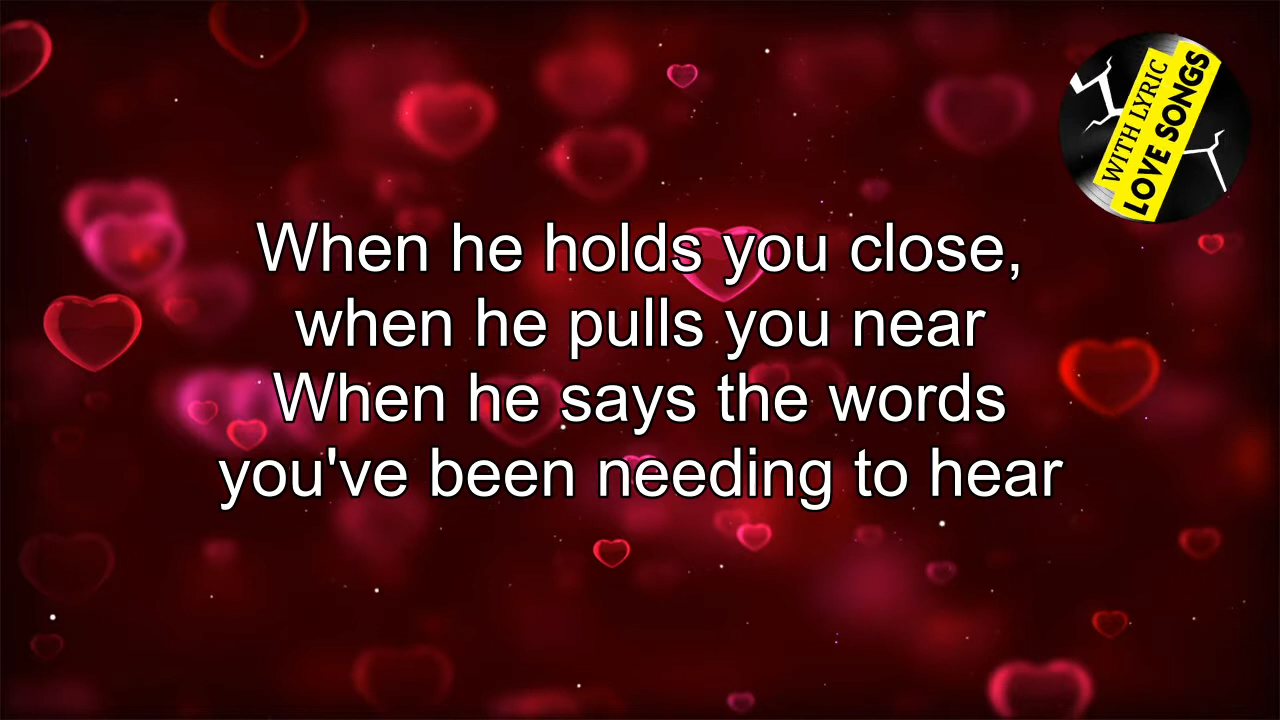 WITH LYRIC
LOVE SONGS
When he holds you close,
when he pulls you near
When he says the words
you've been needing to hear